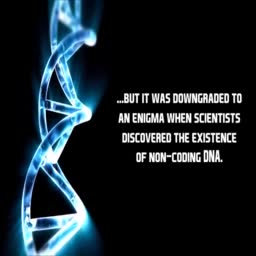 ...BUT IT WAS DOWNGRADED TO
AN ENIGMA WHEN SCIENTISTS
DISCOVERED THE EXISTENCE
OF NON-CODING DNA.